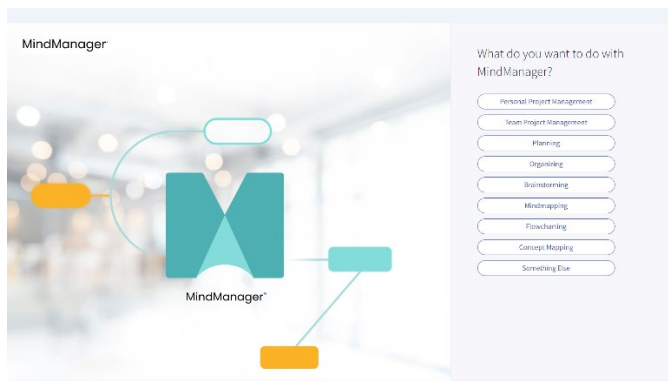 MindManager
What do you want to do with
MindManager?
Personal Project Management
Team Project Management
Planning
Organizing
Brainstorming
Mindmapping
Flowcharting
Concept Mapping
Something Else
MindManager™